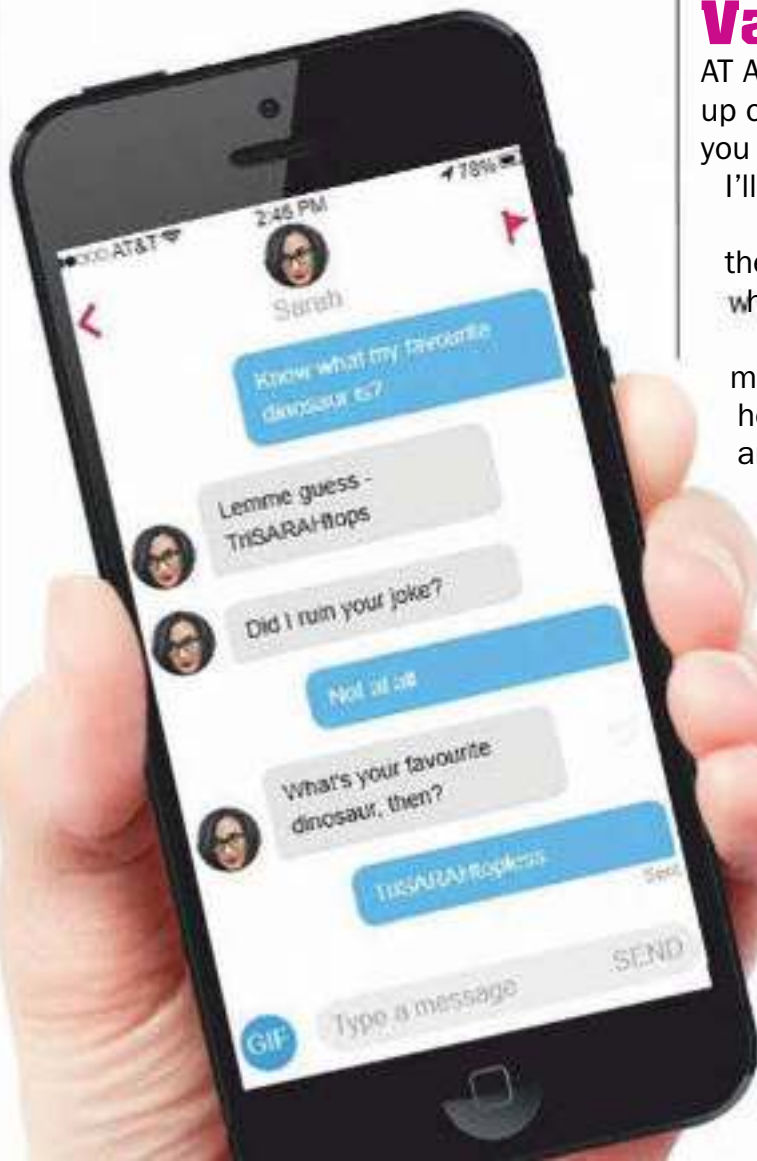 Va
AT A
up o
you
I'll
the
wh
m
he
a
AT&T
2:46 PM
78%
Sarah
Know what my favourite
dinosaur is?
Lemme guess -
TriSARAHtops
Did I ruin your joke?
Not at all
What's your favourite
dinosaur, then?
TriSARAHtopless
Sent
GIF
Type a message
SEND